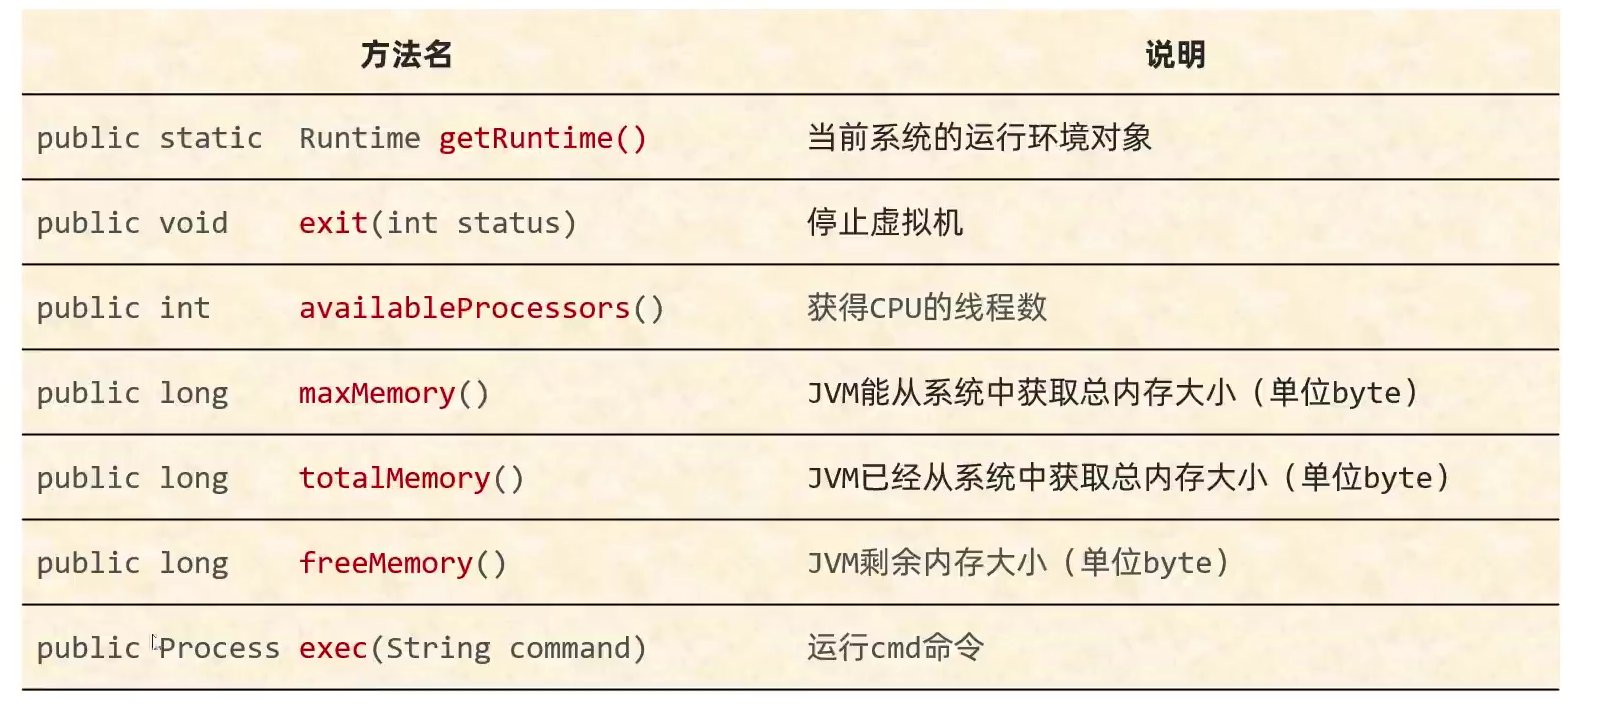 方法名 说明
public static Runtime getRuntime() 当前系统的运行环境对象
public void exit(int status) 停止虚拟机
public int availableProcessors() 获得CPU的线程数
public long maxMemory() JVM能从系统中获取总内存大小（单位byte）
public long totalMemory() JVM已经从系统中获取总内存大小（单位byte）
public long freeMemory() JVM剩余内存大小（单位byte）
public Process exec(String command) 运行cmd命令